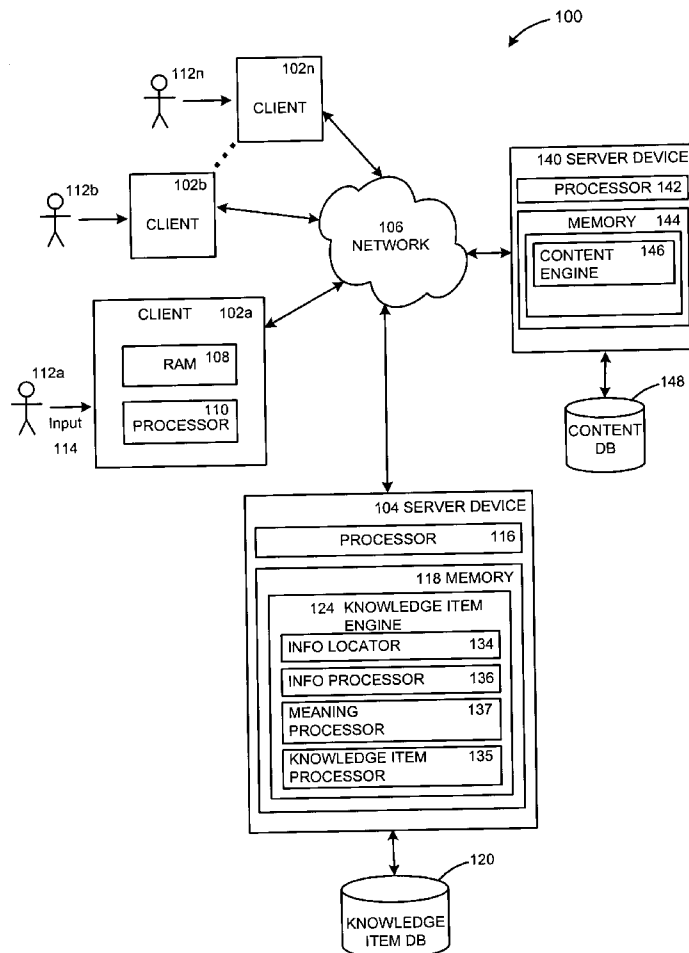 100
112n
102n
CLIENT
112b
102b
CLIENT
106
NETWORK
140 SERVER DEVICE
PROCESSOR 142
MEMORY 144
CONTENT 146
ENGINE
148
CONTENT
DB
CLIENT 102a
RAM 108
110
PROCESSOR
112a
Input
114
104 SERVER DEVICE
PROCESSOR 116
118 MEMORY
124 KNOWLEDGE ITEM
ENGINE
INFO LOCATOR 134
INFO PROCESSOR 136
MEANING 137
PROCESSOR
KNOWLEDGE ITEM 135
PROCESSOR
120
KNOWLEDGE
ITEM DB